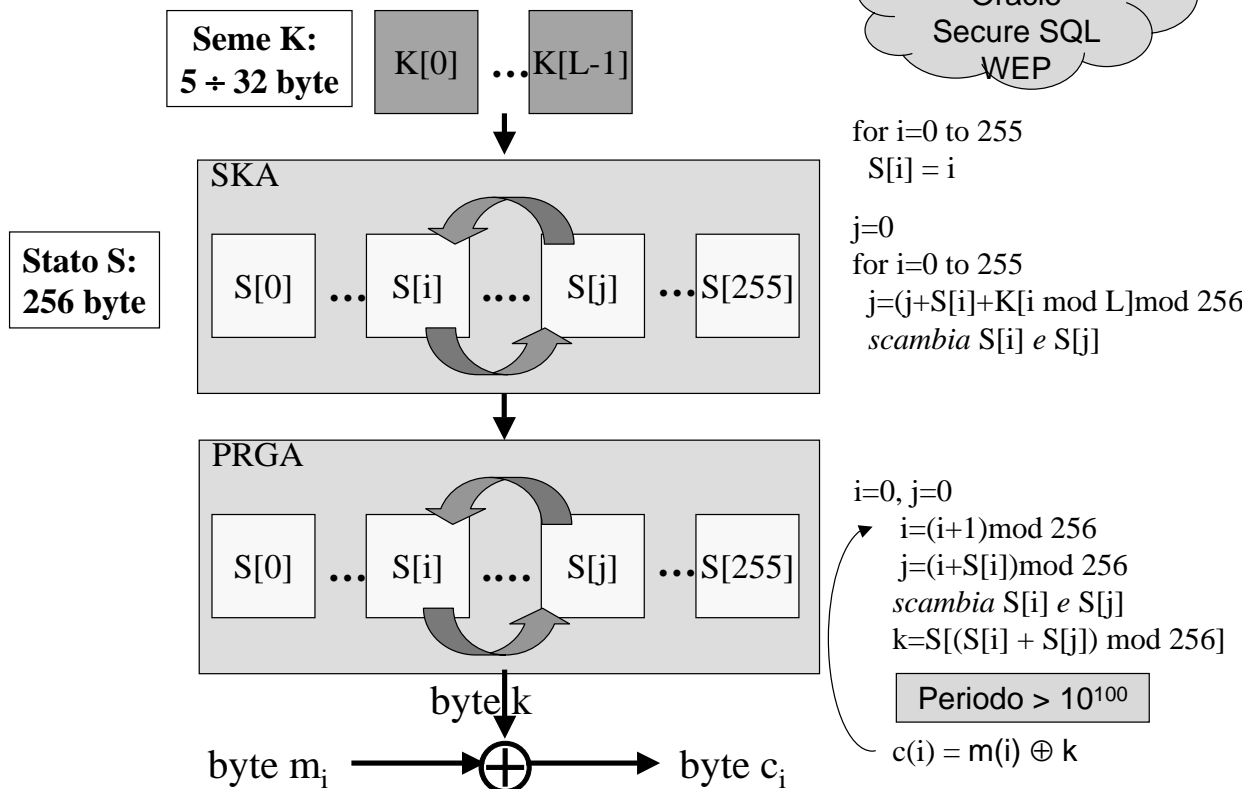 Secure SQL
WEP
Seme K:
5 ÷ 32 byte
K[0] ... K[L-1]
for i=0 to 255
S[i] = i
SKA
j=0
for i=0 to 255
j=(j+S[i]+K[i mod L]mod 256
scambia S[i] e S[j]
Stato S:
256 byte
S[0] ... S[i] .... S[j] ... S[255]
PRGA
S[0] ... S[i] .... S[j] ... S[255]
i=0, j=0
i=(i+1)mod 256
j=(i+S[i])mod 256
scambia S[i] e S[j]
k=S[(S[i] + S[j]) mod 256]
Periodo > 10¹⁰⁰
c(i) = m(i) ⊕ k
byte k
byte mᵢ
byte cᵢ